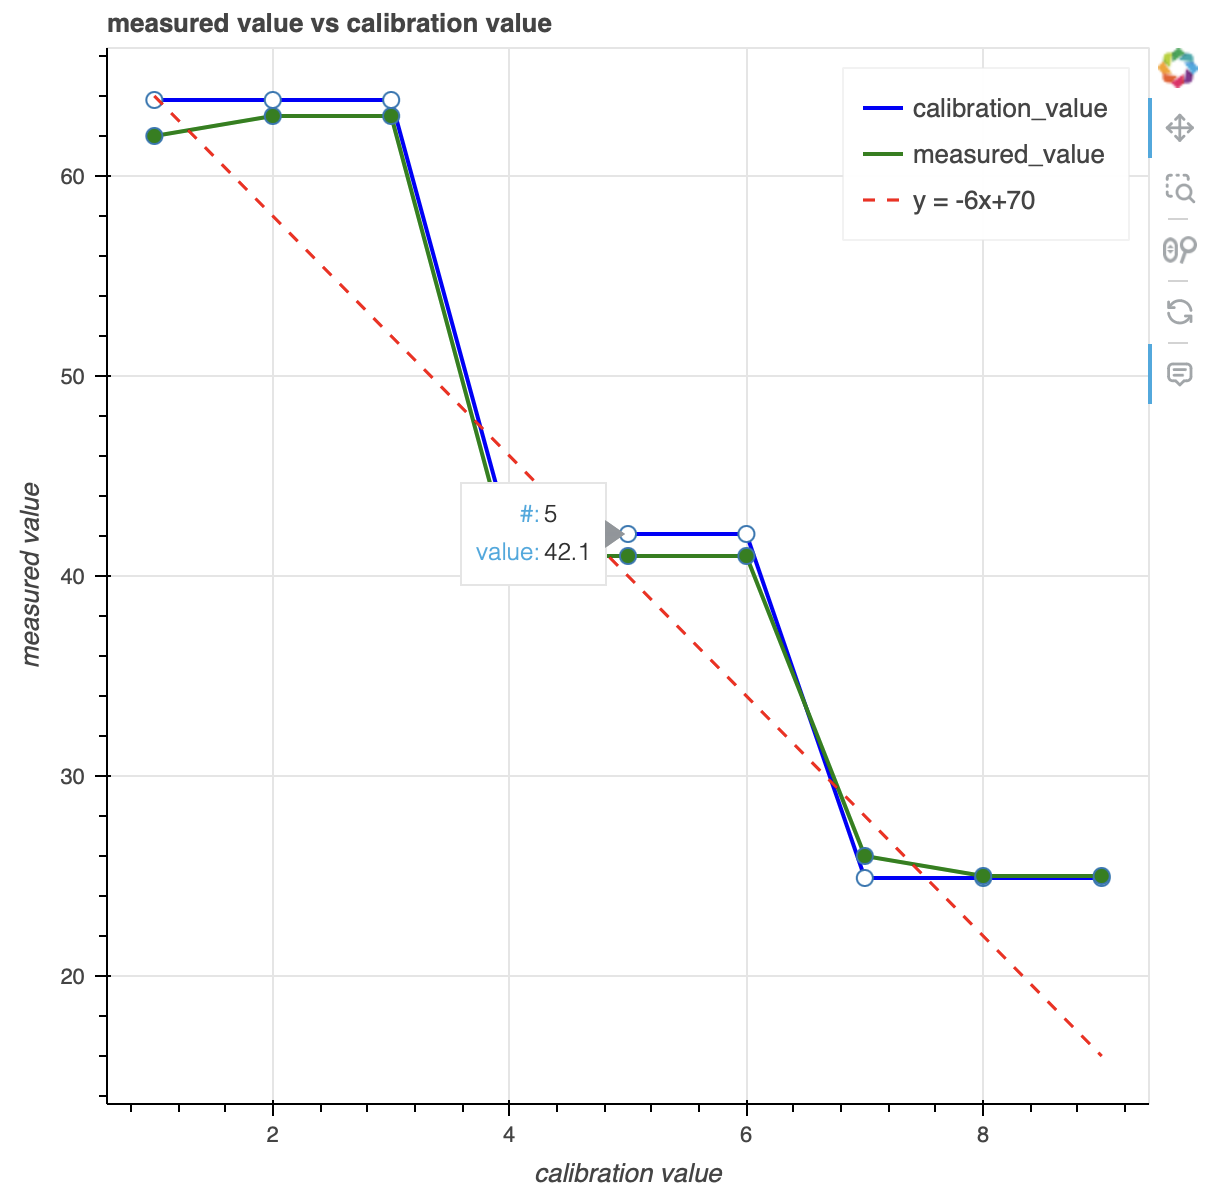 measured value vs calibration value
calibration_value
measured_value
y = -6x+70
60
50
40
30
20
measured value
#: 5
value: 42.1
2
4
6
8
calibration value